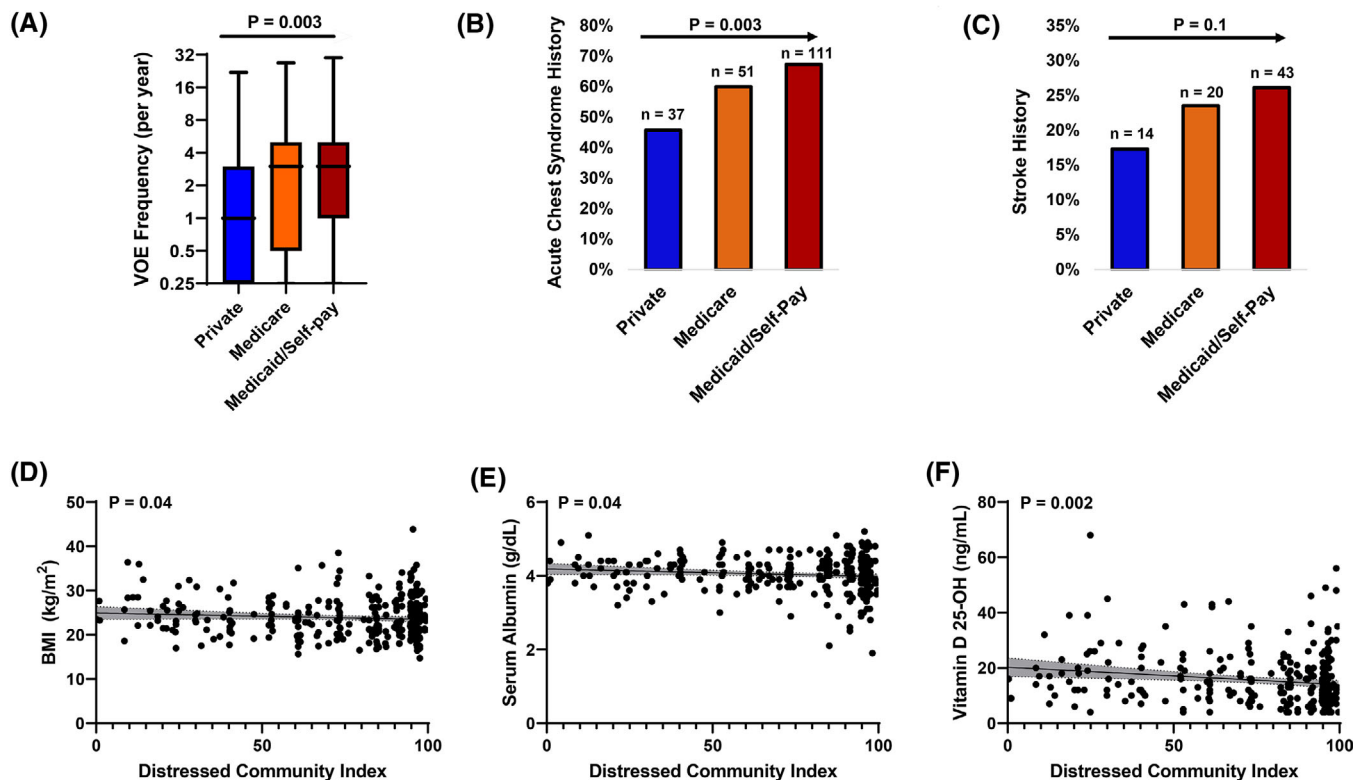 (A)
P = 0.003
VOE Frequency (per year)
32
16
8
4
2
1
0.5
0.25
Private
Medicare
Medicaid/Self-pay
(B)
P = 0.003
Acute Chest Syndrome History
80%
70%
60%
50%
40%
30%
20%
10%
0%
n = 37
n = 51
n = 111
Private
Medicare
Medicaid/Self-Pay
(C)
P = 0.1
Stroke History
35%
30%
25%
20%
15%
10%
5%
0%
n = 14
n = 20
n = 43
Private
Medicare
Medicaid/Self-Pay
(D)
P = 0.04
BMI (kg/m²)
50
40
30
20
10
0
0
50
100
Distressed Community Index
(E)
P = 0.04
Serum Albumin (g/dL)
6
4
2
0
0
50
100
Distressed Community Index
(F)
P = 0.002
Vitamin D 25-OH (ng/mL)
80
60
40
20
0
0
50
100
Distressed Community Index